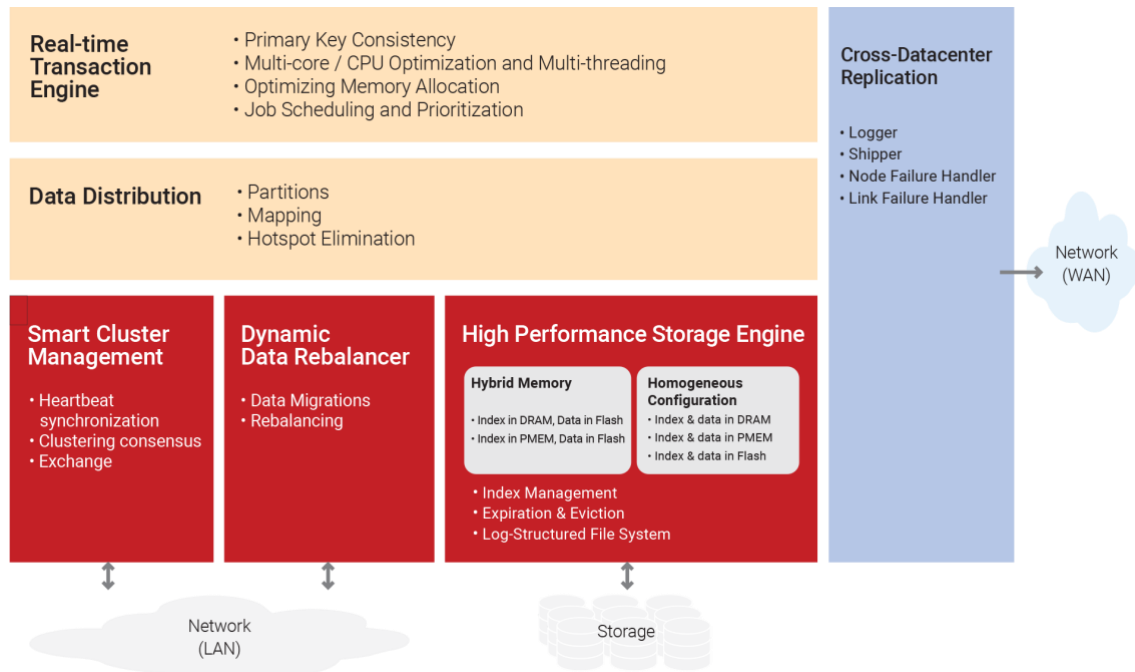 Real-time
Transaction
Engine
• Primary Key Consistency
• Multi-core / CPU Optimization and Multi-threading
• Optimizing Memory Allocation
• Job Scheduling and Prioritization
Data Distribution
• Partitions
• Mapping
• Hotspot Elimination
Smart Cluster
Management
• Heartbeat
synchronization
• Clustering consensus
• Exchange
Dynamic
Data Rebalancer
• Data Migrations
• Rebalancing
High Performance Storage Engine
Hybrid Memory
• Index in DRAM, Data in Flash
• Index in PMEM, Data in Flash
Homogeneous
Configuration
• Index & data in DRAM
• Index & data in PMEM
• Index & data in Flash
• Index Management
• Expiration & Eviction
• Log-Structured File System
Cross-Datacenter
Replication
• Logger
• Shipper
• Node Failure Handler
• Link Failure Handler
Network
(WAN)
Network
(LAN)
Storage